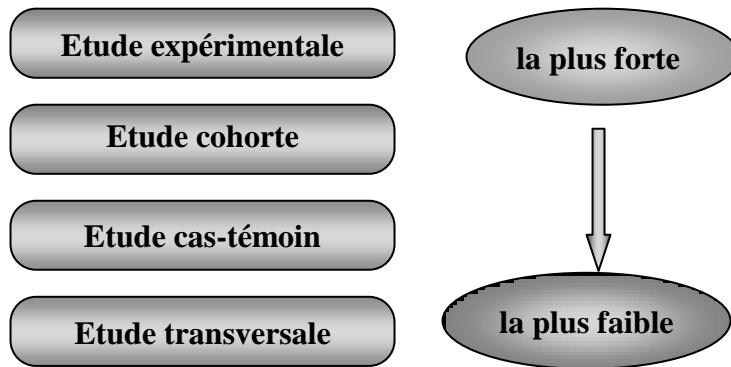 Etude expérimentale
la plus forte
Etude cohorte
Etude cas-témoin
Etude transversale
la plus faible